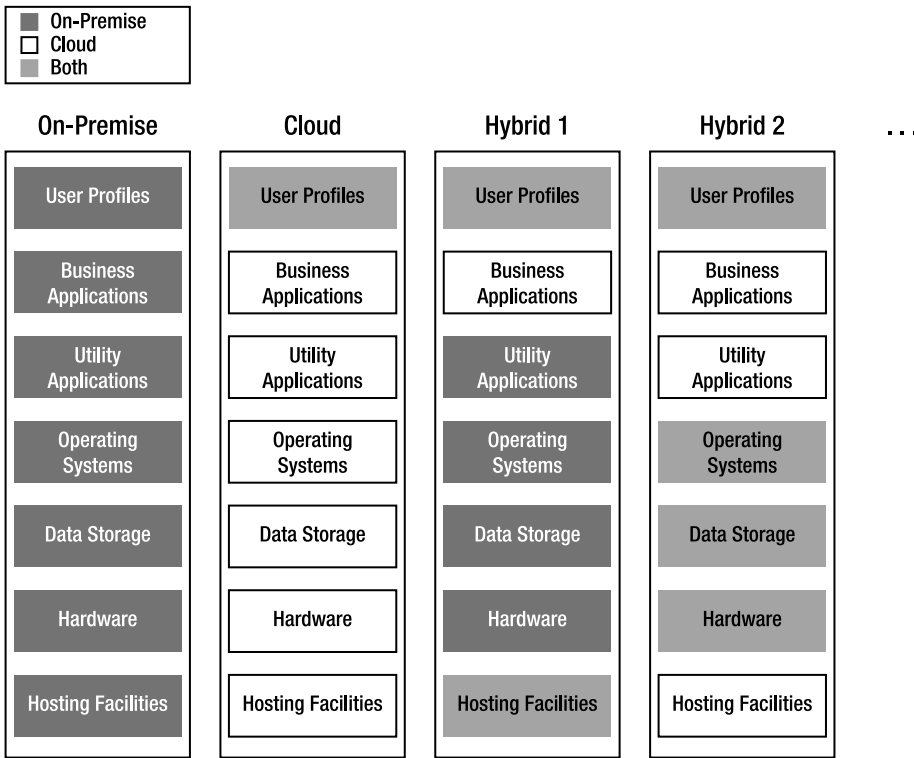 On-Premise
Cloud
Both
On-Premise
User Profiles
Business
Applications
Utility
Applications
Operating
Systems
Data Storage
Hardware
Hosting Facilities
Cloud
User Profiles
Business
Applications
Utility
Applications
Operating
Systems
Data Storage
Hardware
Hosting Facilities
Hybrid 1
User Profiles
Business
Applications
Utility
Applications
Operating
Systems
Data Storage
Hardware
Hosting Facilities
Hybrid 2
User Profiles
Business
Applications
Utility
Applications
Operating
Systems
Data Storage
Hardware
Hosting Facilities
...